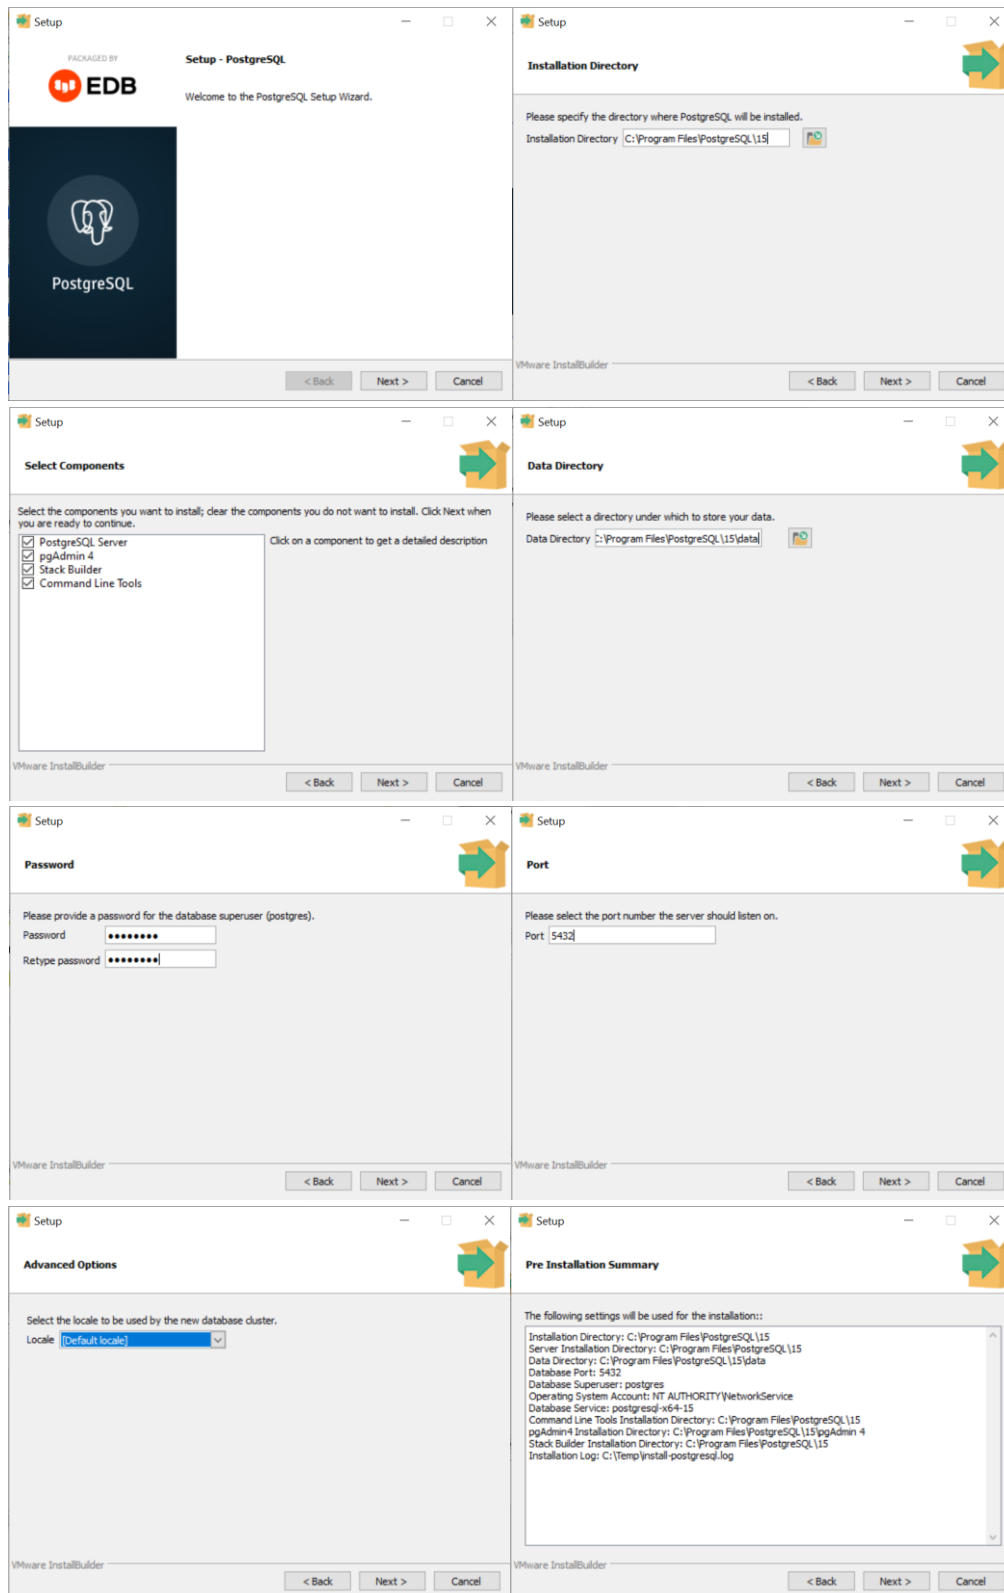 Setup
PACKAGED BY
EDB
Setup - PostgreSQL
Welcome to the PostgreSQL Setup Wizard.
PostgreSQL
< Back Next > Cancel
Setup
Installation Directory
Please specify the directory where PostgreSQL will be installed.
Installation Directory C:\Program Files\PostgreSQL\15
VMware InstallBuilder
< Back Next > Cancel
Setup
Select Components
Select the components you want to install; clear the components you do not want to install. Click Next when
you are ready to continue.
PostgreSQL Server
pgAdmin 4
Stack Builder
Command Line Tools
Click on a component to get a detailed description
VMware InstallBuilder
< Back Next > Cancel
Setup
Data Directory
Please select a directory under which to store your data.
Data Directory :\Program Files\PostgreSQL\15\data
VMware InstallBuilder
< Back Next > Cancel
Setup
Password
Please provide a password for the database superuser (postgres).
Password ••••••••
Retype password ••••••••
VMware InstallBuilder
< Back Next > Cancel
Setup
Port
Please select the port number the server should listen on.
Port 5432
VMware InstallBuilder
< Back Next > Cancel
Setup
Advanced Options
Select the locale to be used by the new database cluster.
Locale [Default locale]
VMware InstallBuilder
< Back Next > Cancel
Setup
Pre Installation Summary
The following settings will be used for the installation::
Installation Directory: C:\Program Files\PostgreSQL\15
Server Installation Directory: C:\Program Files\PostgreSQL\15
Data Directory: C:\Program Files\PostgreSQL\15\data
Database Port: 5432
Database Superuser: postgres
Operating System Account: NT AUTHORITY\NetworkService
Database Service: postgresql-x64-15
Command Line Tools Installation Directory: C:\Program Files\PostgreSQL\15
pgAdmin4 Installation Directory: C:\Program Files\PostgreSQL\15\pgAdmin 4
Stack Builder Installation Directory: C:\Program Files\PostgreSQL\15
Installation Log: C:\Temp\install-postgresql.log
VMware InstallBuilder
< Back Next > Cancel